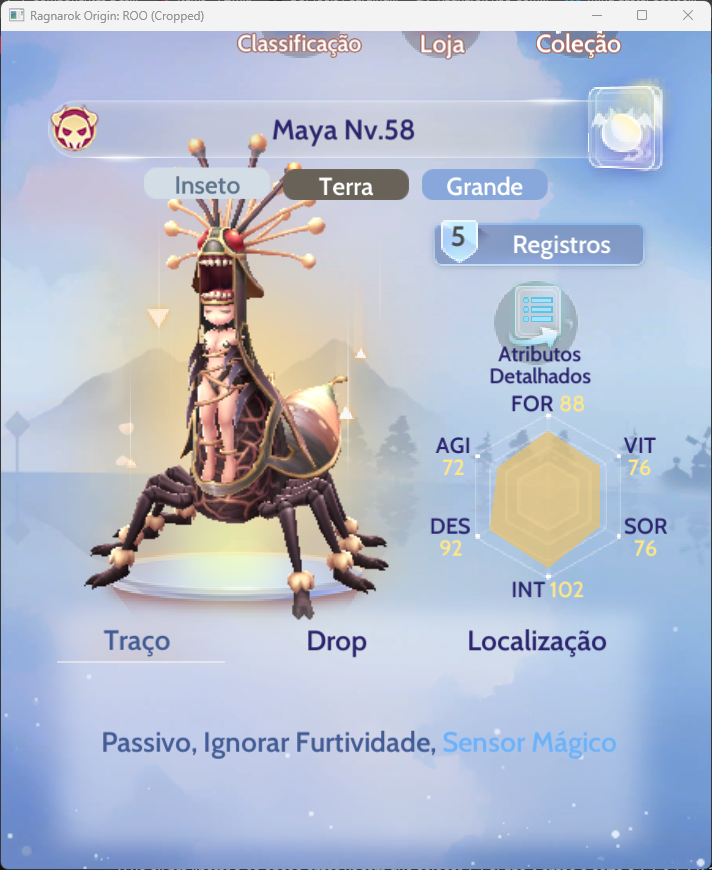 Ragnarok Origin: ROO (Cropped)
Classificação
Loja
Coleção
Maya Nv.58
Inseto
Terra
Grande
5
Registros
Atributos
Detalhados
FOR 88
AGI
72
VIT
76
DES
92
SOR
76
INT 102
Traço
Drop
Localização
Passivo, Ignorar Furtividade, Sensor Mágico